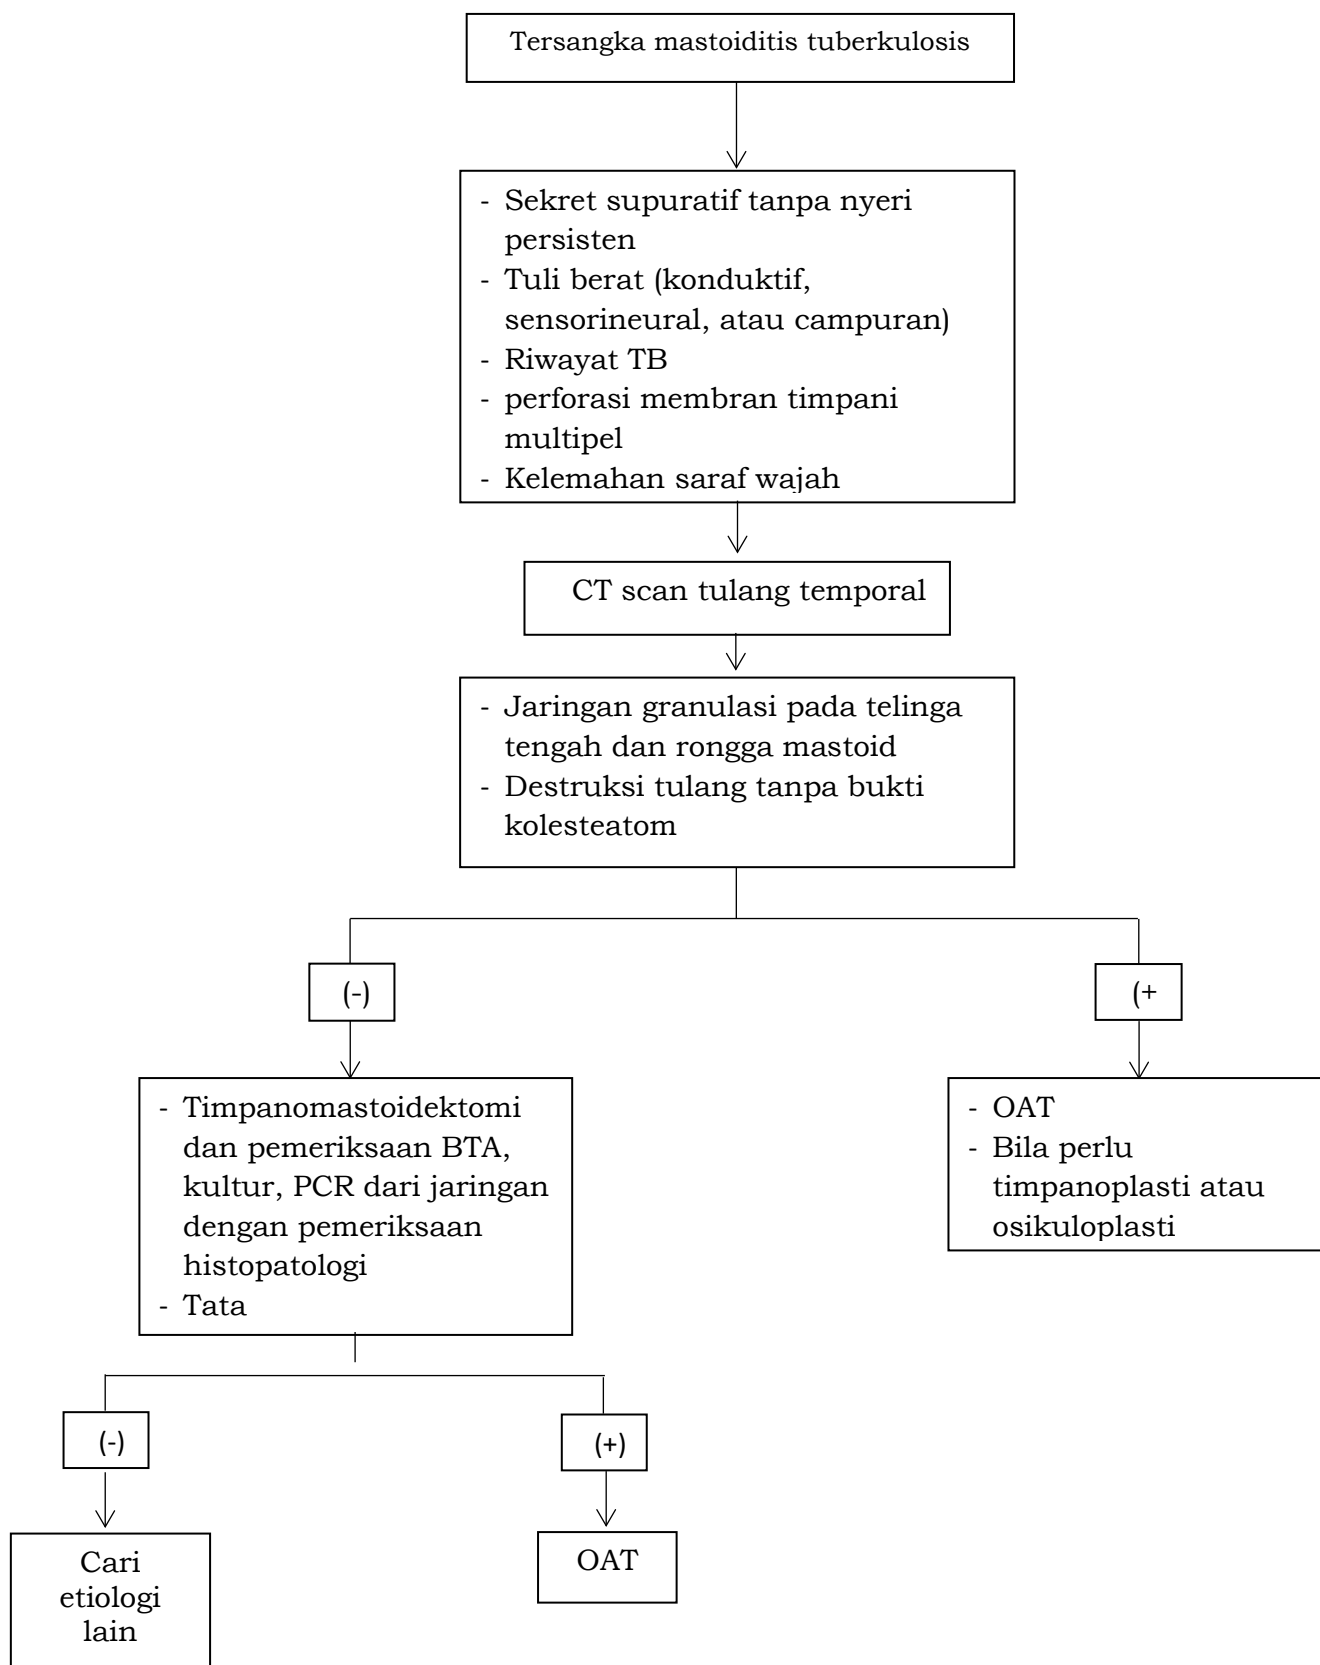 Tersangka mastoiditis tuberkulosis
- Sekret supuratif tanpa nyeri
persisten
- Tuli berat (konduktif,
sensorineural, atau campuran)
- Riwayat TB
- perforasi membran timpani
multipel
- Kelemahan saraf wajah
CT scan tulang temporal
- Jaringan granulasi pada telinga
tengah dan rongga mastoid
- Destruksi tulang tanpa bukti
kolesteatom
(-)
(+
- Timpanomastoidektomi
dan pemeriksaan BTA,
kultur, PCR dari jaringan
dengan pemeriksaan
histopatologi
- Tata
- OAT
- Bila perlu
timpanoplasti atau
osikuloplasti
(-)
(+)
Cari
etiologi
lain
OAT